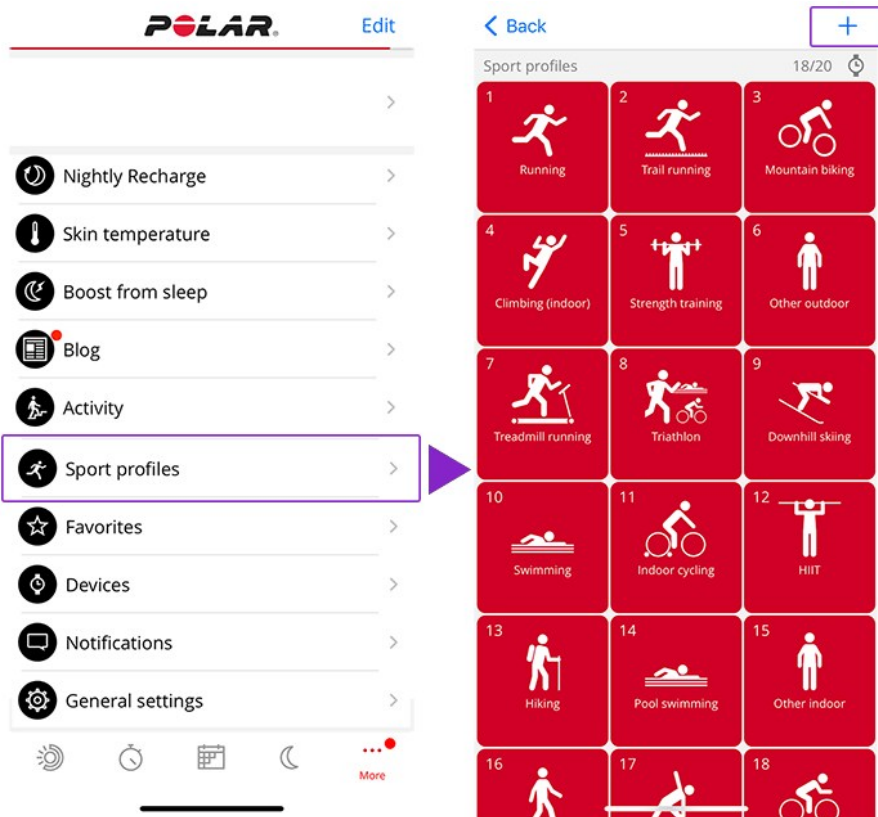 POLAR.
Edit
Nightly Recharge
Skin temperature
Boost from sleep
Blog
Activity
Sport profiles
Favorites
Devices
Notifications
General settings
More
Back
+
Sport profiles
18/20
1
Running
2
Trail running
3
Mountain biking
4
Climbing (indoor)
5
Strength training
6
Other outdoor
7
Treadmill running
8
Triathlon
9
Downhill skiing
10
Swimming
11
Indoor cycling
12
HIIT
13
Hiking
14
Pool swimming
15
Other indoor
16
17
18